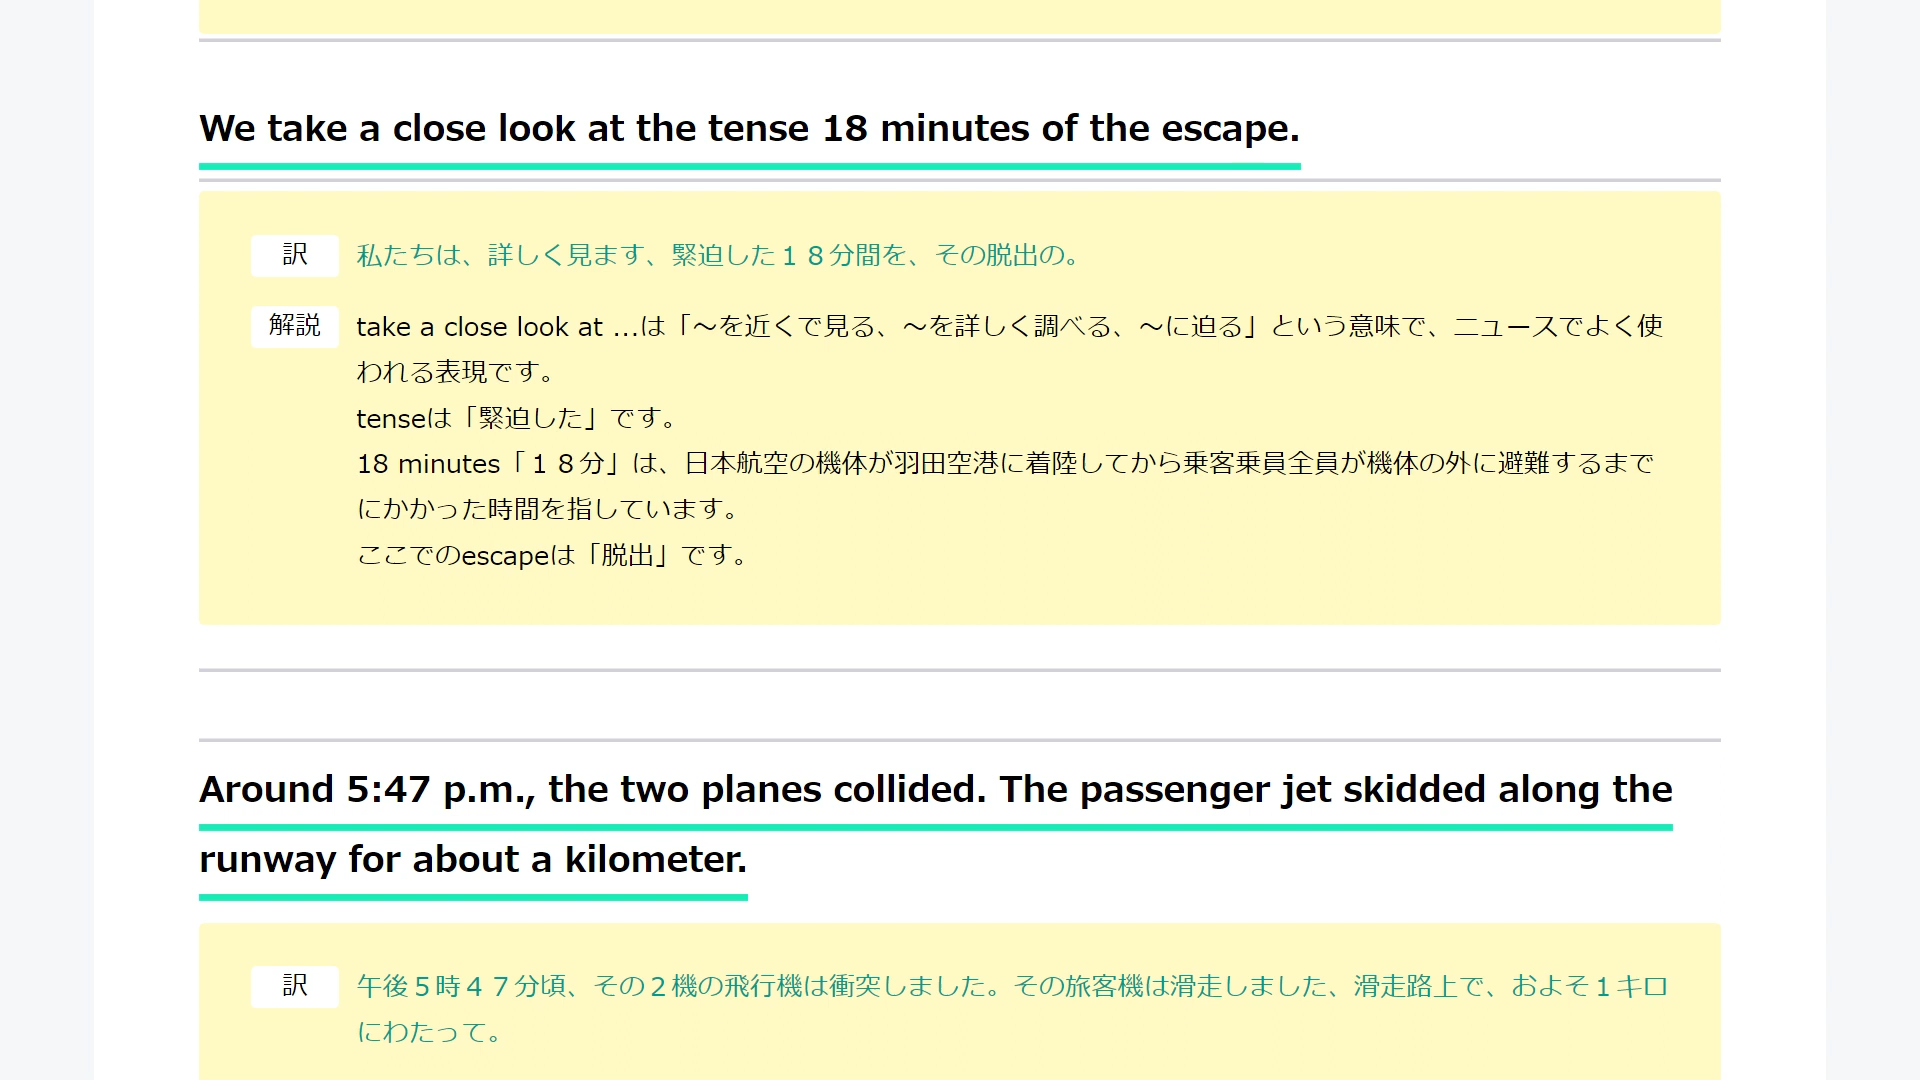 We take a close look at the tense 18 minutes of the escape.
訳 私たちは、詳しく見ます、緊迫した１８分間を、その脱出の。
解説 take a close look at ...は「～を近くで見る、～を詳しく調べる、～に迫る」という意味で、ニュースでよく使
われる表現です。
tenseは「緊迫した」です。
18 minutes「１８分」は、日本航空の機体が羽田空港に着陸してから乗客乗員全員が機体の外に避難するまで
にかかった時間を指しています。
ここでのescapeは「脱出」です。
Around 5:47 p.m., the two planes collided. The passenger jet skidded along the
runway for about a kilometer.
訳 午後５時４７分頃、その２機の飛行機は衝突しました。その旅客機は滑走しました、滑走路上で、およそ１キロ
にわたって。